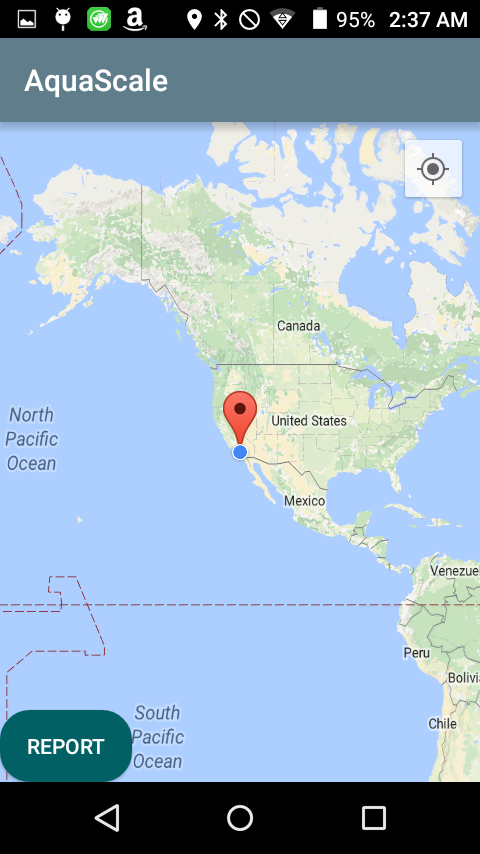 95% 2:37 AM
AquaScale
Canada
North
Pacific
Ocean
United States
Mexico
Venezue
Peru
Bolivi
Chile
South
Pacific
Ocean
REPORT